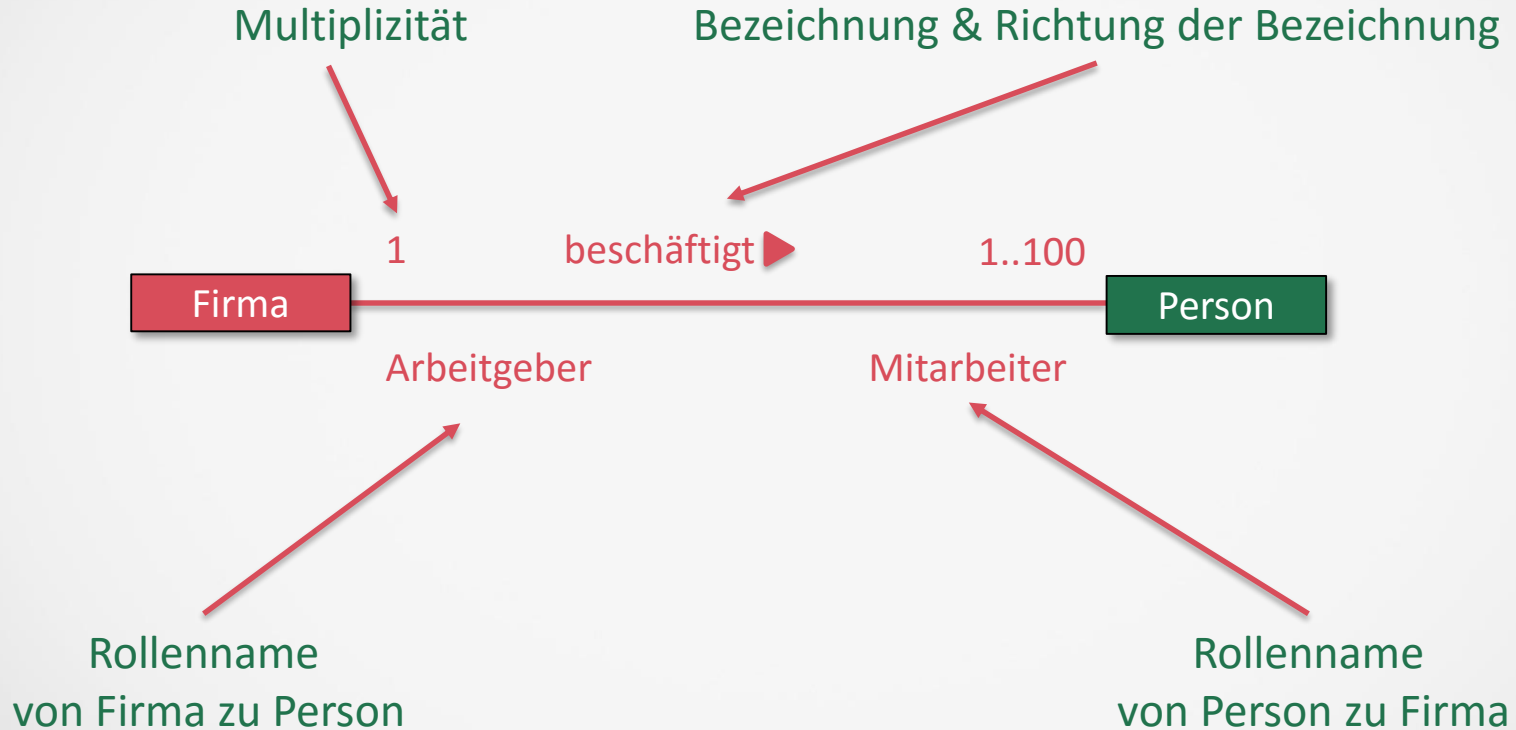 Multiplizität
Bezeichnung & Richtung der Bezeichnung
1
beschäftigt
1..100
Firma
Person
Arbeitgeber
Mitarbeiter
Rollenname
von Firma zu Person
Rollenname
von Person zu Firma